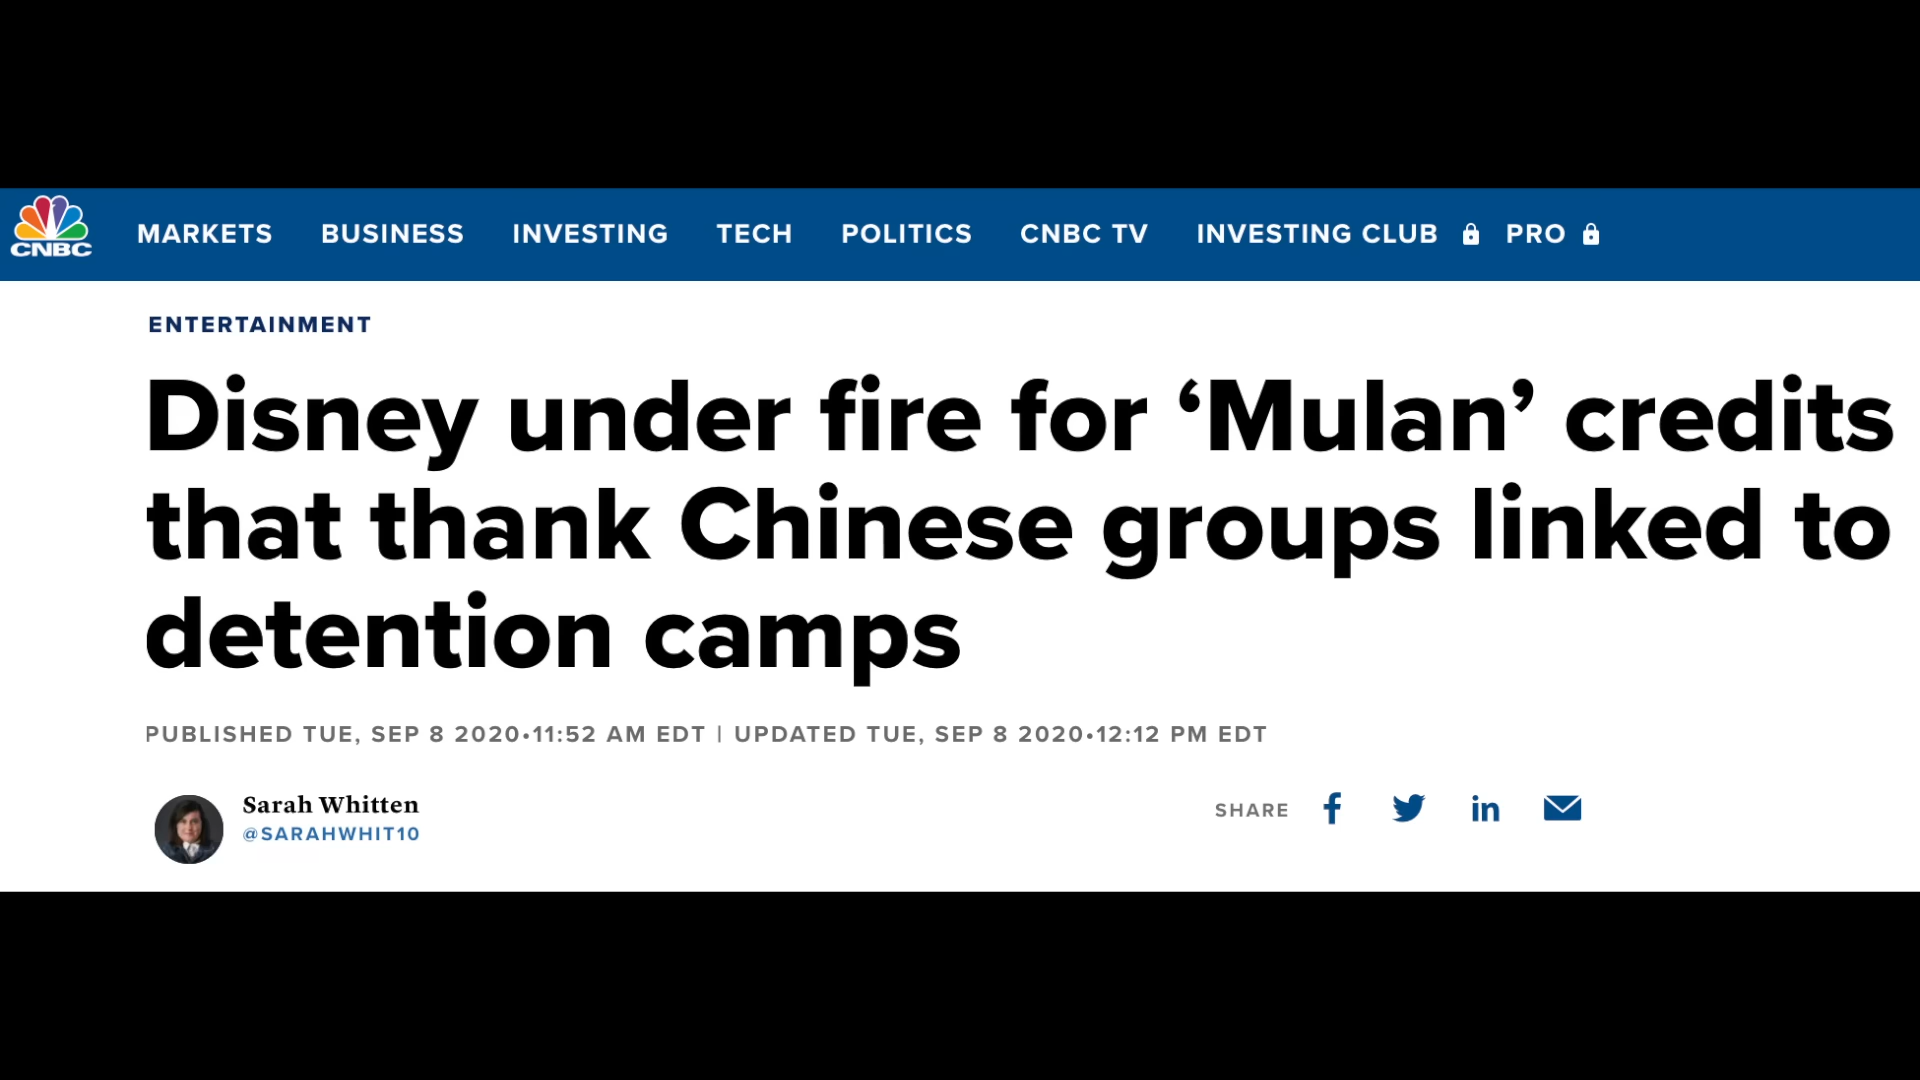 CNBC
MARKETS BUSINESS INVESTING TECH POLITICS CNBC TV INVESTING CLUB PRO
ENTERTAINMENT
Disney under fire for ‘Mulan’ credits
that thank Chinese groups linked to
detention camps
PUBLISHED TUE, SEP 8 2020•11:52 AM EDT | UPDATED TUE, SEP 8 2020•12:12 PM EDT
Sarah Whitten
@SARAHWHIT10
SHARE